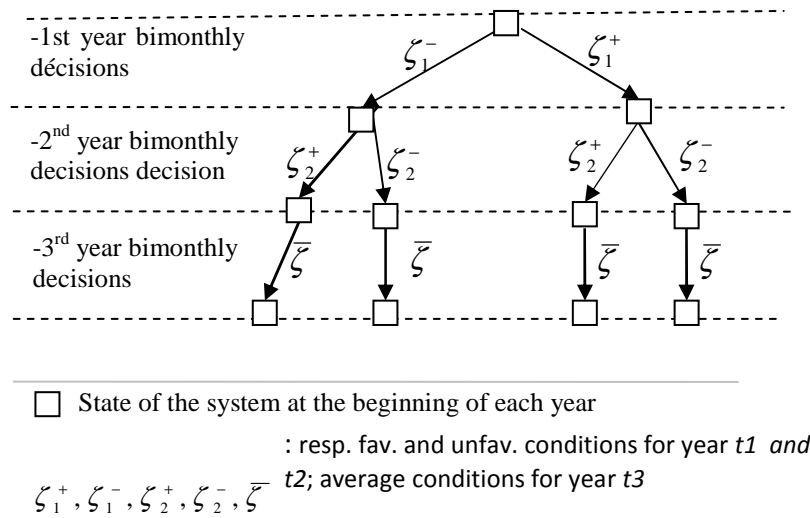 -1st year bimonthly
décisions
ζ₁⁻
ζ₁⁺
-2ⁿᵈ year bimonthly
decisions decision
ζ₂⁺
ζ₂⁻
ζ₂⁺
ζ₂⁻
-3ʳᵈ year bimonthly
decisions
ζ̅
ζ̅
ζ̅
ζ̅
State of the system at the beginning of each year
: resp. fav. and unfav. conditions for year t1 and
t2; average conditions for year t3
ζ₁⁺, ζ₁⁻, ζ₂⁺, ζ₂⁻, ζ̅